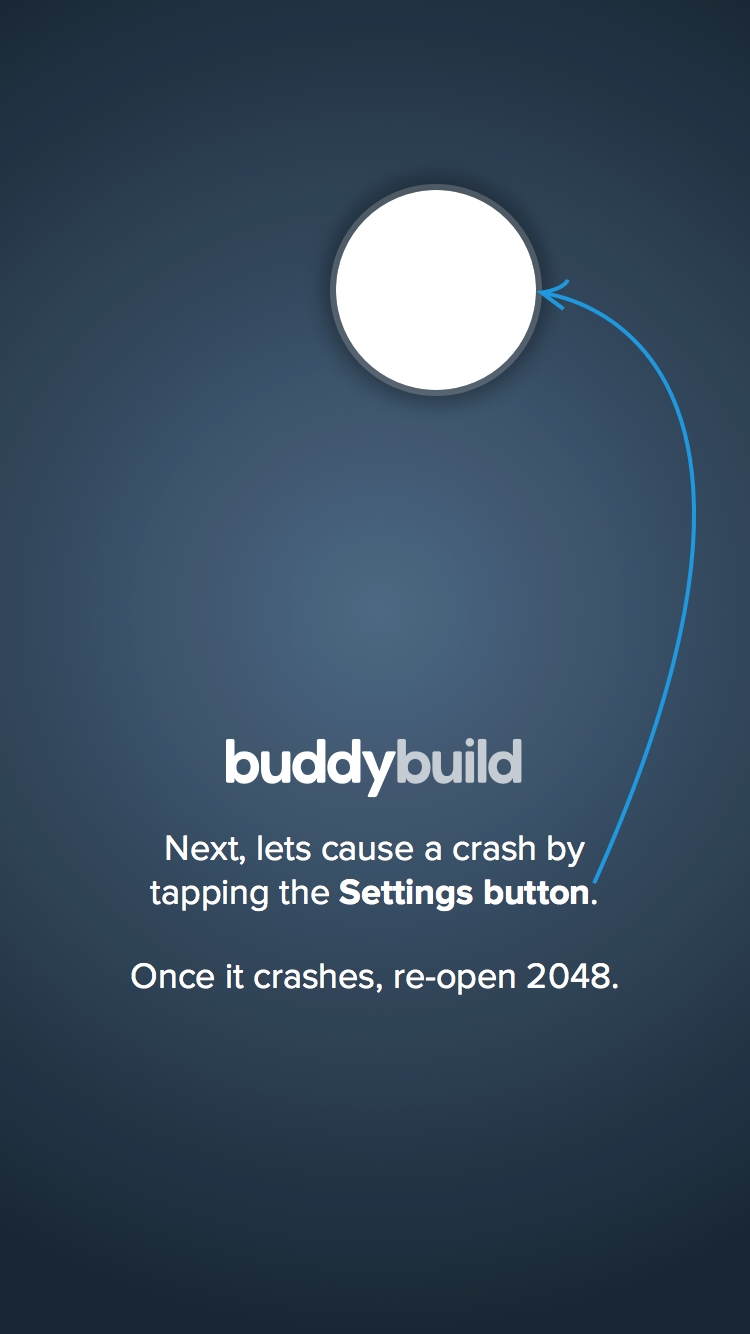 buddybuild
Next, lets cause a crash by
tapping the Settings button.
Once it crashes, re-open 2048.